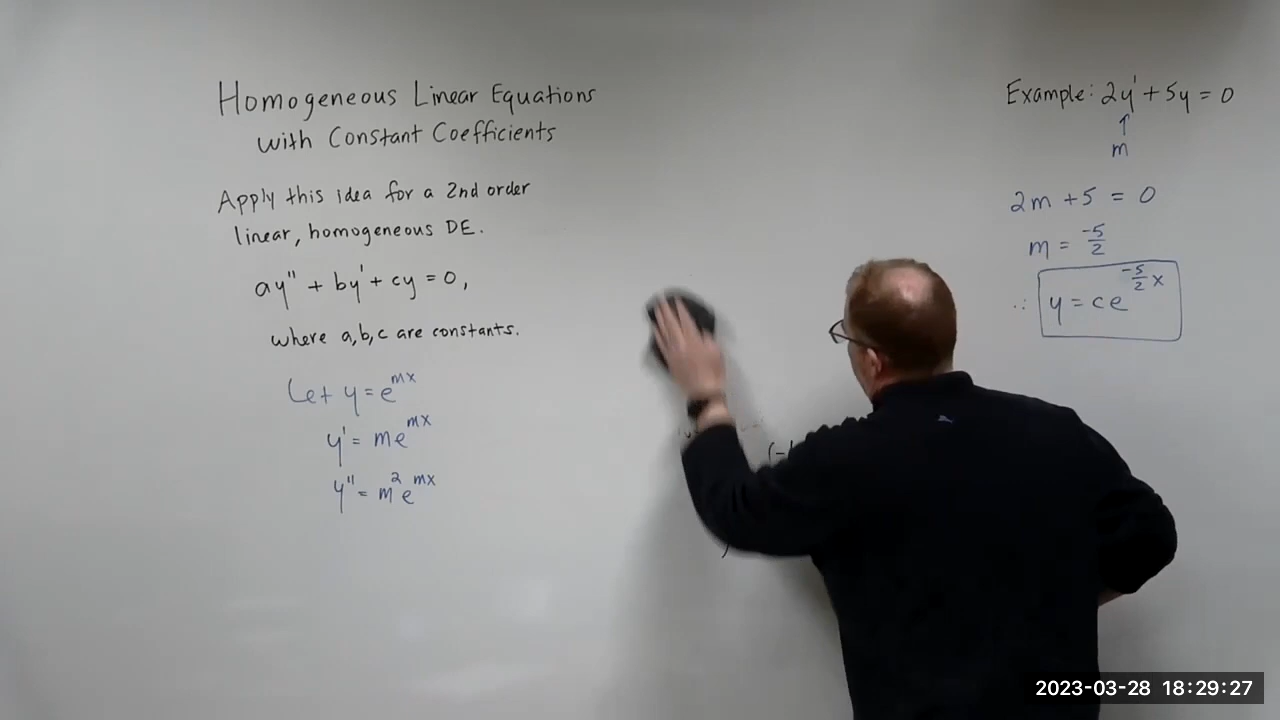 Homogeneous Linear Equations
with Constant Coefficients
Apply this idea for a 2nd order
linear, homogeneous DE.
ay" + by' + cy = 0,
where a,b,c are constants.
Let y = e^{mx}
y' = me^{mx}
y" = m^2 e^{mx}
(-
Example: 2y' + 5y = 0
↑
m
2m + 5 = 0
m = -5/2
∴ y = ce^{-5/2 x}
2023-03-28 18:29:27